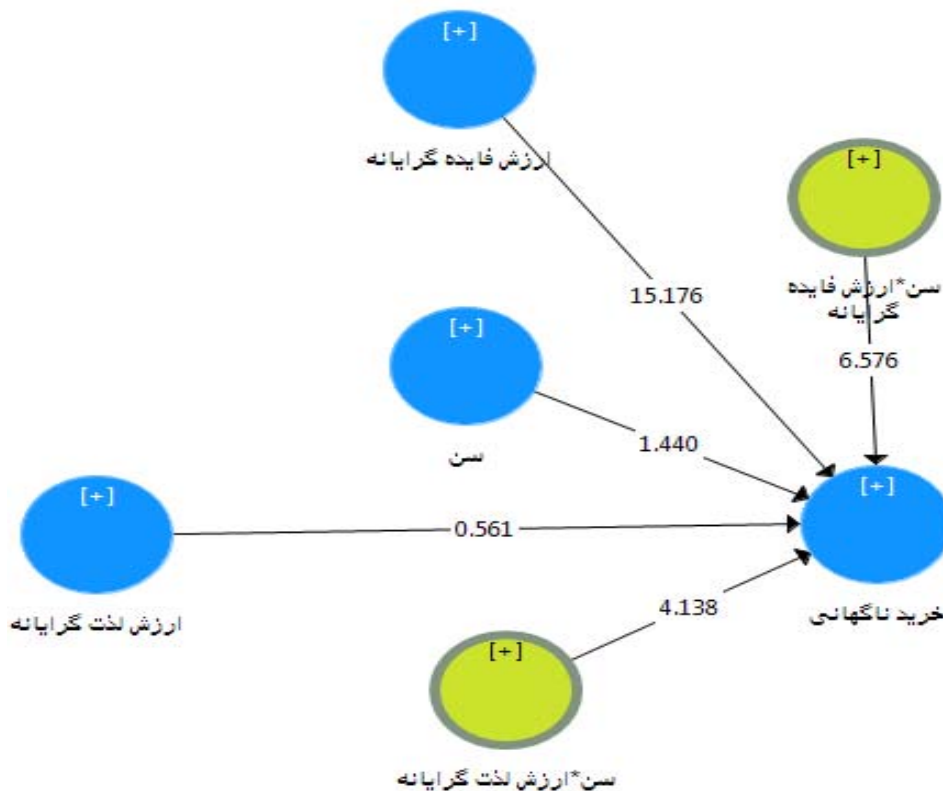 [+]
ارزش فایده گرایانه
[+]
سن*ارزش فایده
گرایانه
15.176
6.576
[+]
سن
1.440
[+]
ارزش لذت گرایانه
0.561
[+]
خرید ناگهانی
4.138
[+]
سن*ارزش لذت گرایانه